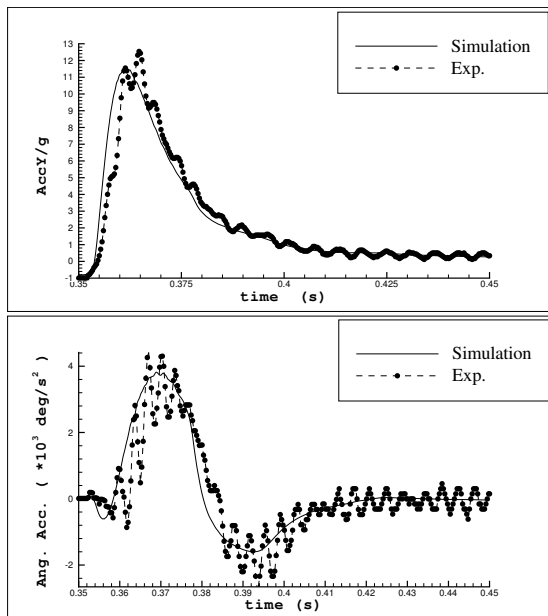 Simulation
Exp.
AccY/g
13
12
11
10
9
8
7
6
5
4
3
2
1
0
-1
0.35 0.375 0.4 0.425 0.45
time (s)
Simulation
Exp.
Ang. Acc. ( *10³ deg/s² )
4
2
0
-2
0.35 0.36 0.37 0.38 0.39 0.4 0.41 0.42 0.43 0.44 0.45
time (s)